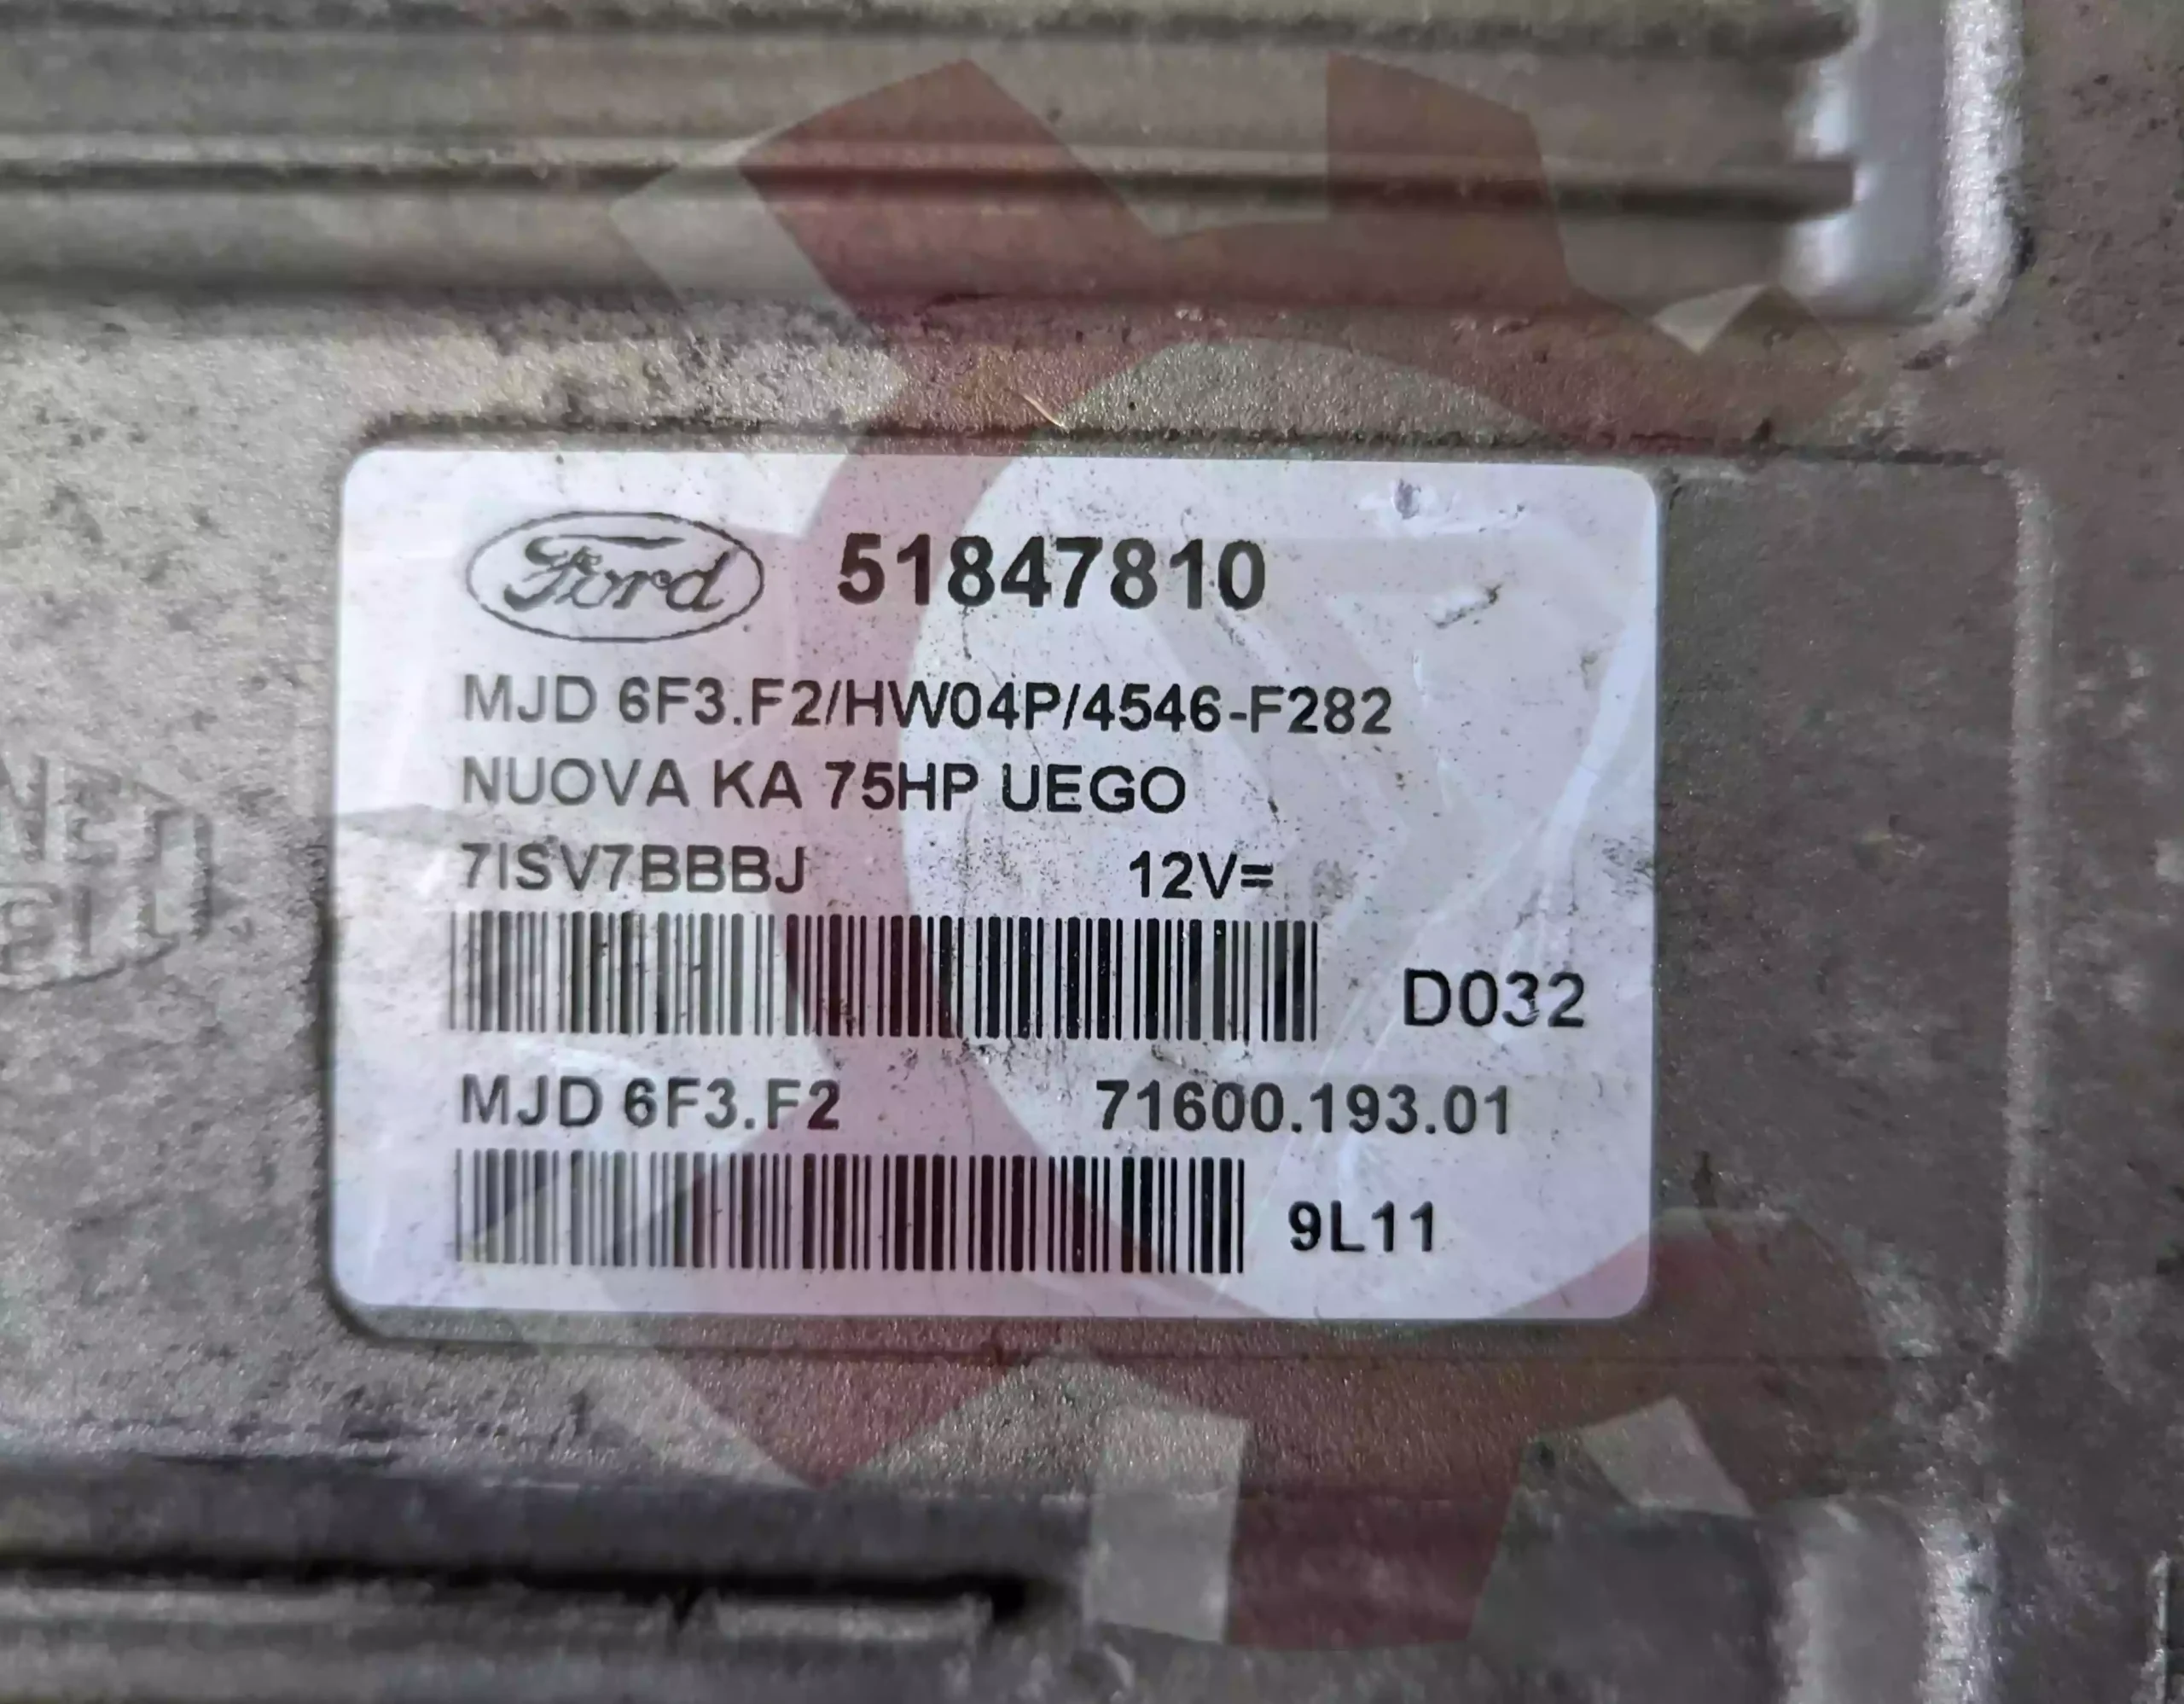 Ford 51847810
MJD 6F3.F2/HW04P/4546-F282
NUOVA KA 75HP UEGO
7ISV7BBBJ 12V=
D032
MJD 6F3.F2 71600.193.01
9L11